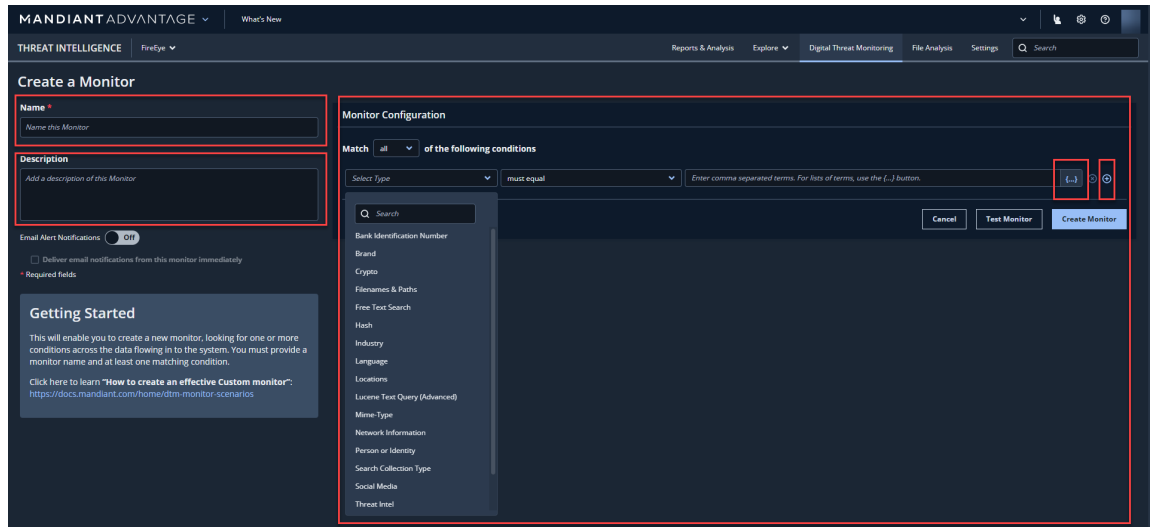 MANDIANT ADVANTAGE What's New
THREAT INTELLIGENCE FireEye Reports & Analysis Explore Digital Threat Monitoring File Analysis Settings Search
Create a Monitor
Name *
Name this Monitor
Description
Add a description of this Monitor
Email Alert Notifications Off
Deliver email notifications from this monitor immediately
* Required fields
Getting Started
This will enable you to create a new monitor, looking for one or more
conditions across the data flowing in to the system. You must provide a
monitor name and at least one matching condition.
Click here to learn "How to create an effective Custom monitor":
https://docs.mandiant.com/home/dtm-monitor-scenarios
Monitor Configuration
Match all of the following conditions
Select Type must equal Enter comma separated terms. For lists of terms, use the {...} button. {...}
Search
Bank Identification Number
Brand
Crypto
Filenames & Paths
Free Text Search
Hash
Industry
Language
Locations
Lucene Text Query (Advanced)
Mime-Type
Network Information
Person or Identity
Search Collection Type
Social Media
Threat Intel
Cancel Test Monitor Create Monitor